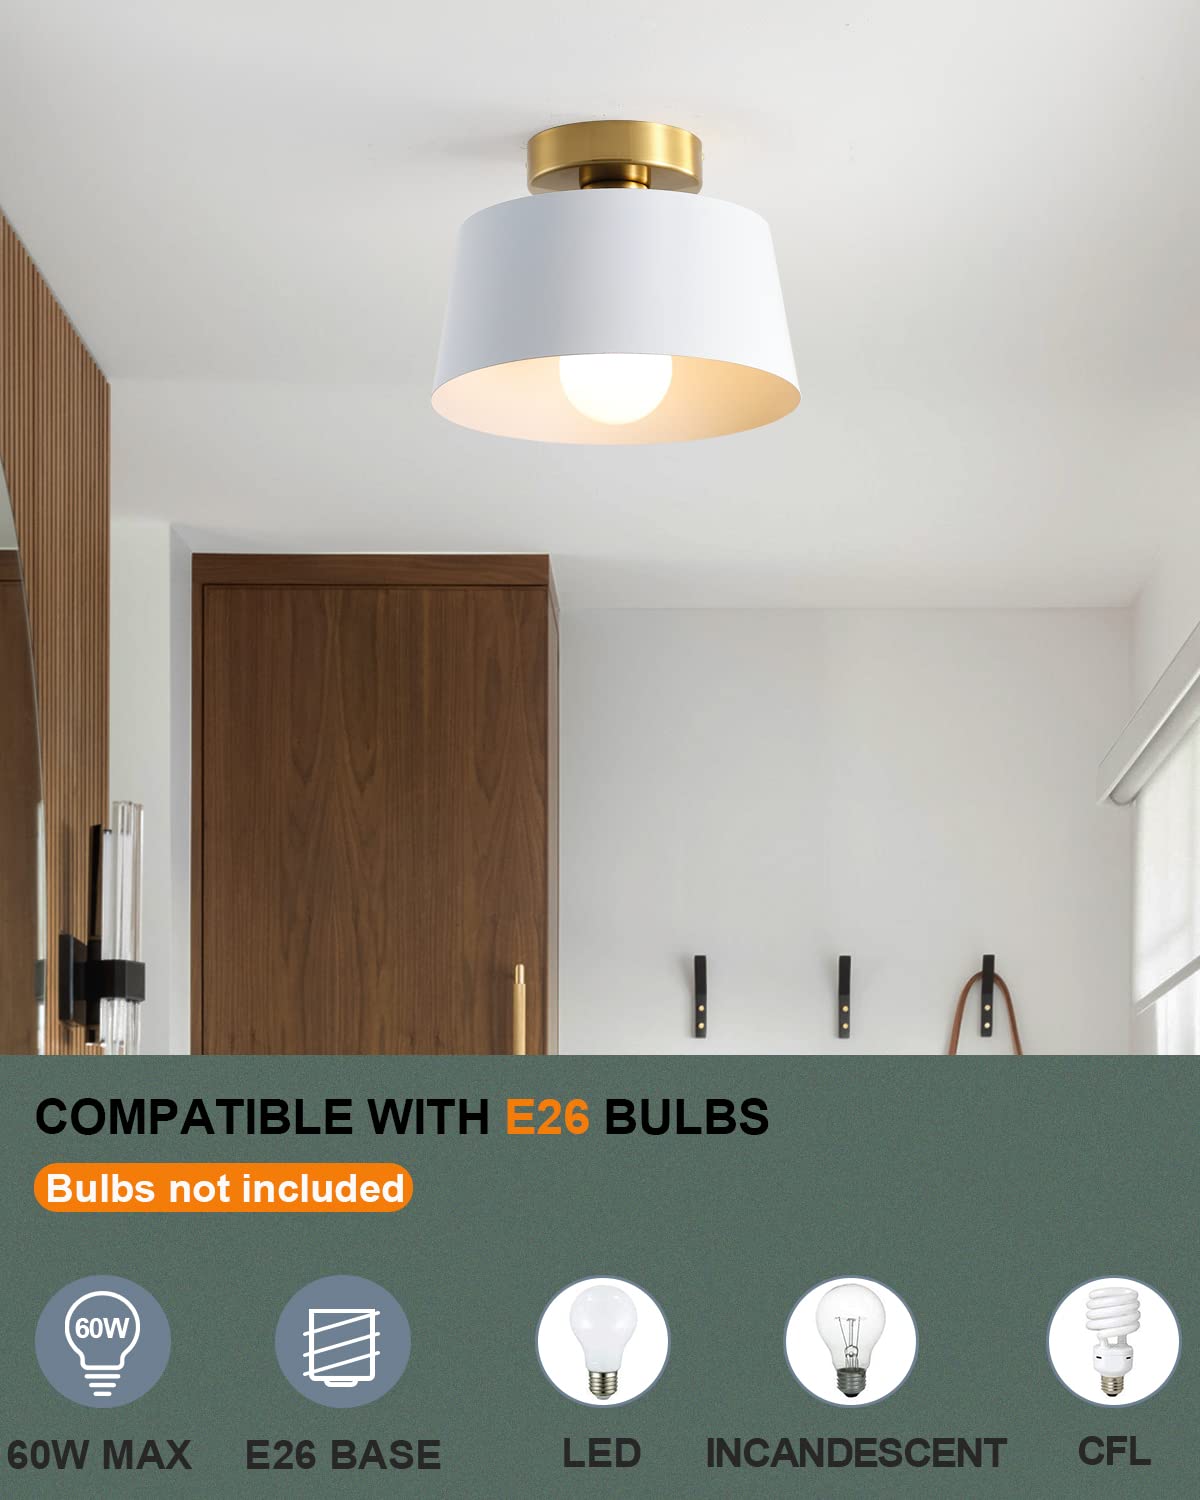 COMPATIBLE WITH E26 BULBS
Bulbs not included
60W
60W MAX
E26 BASE
LED
INCANDESCENT
CFL